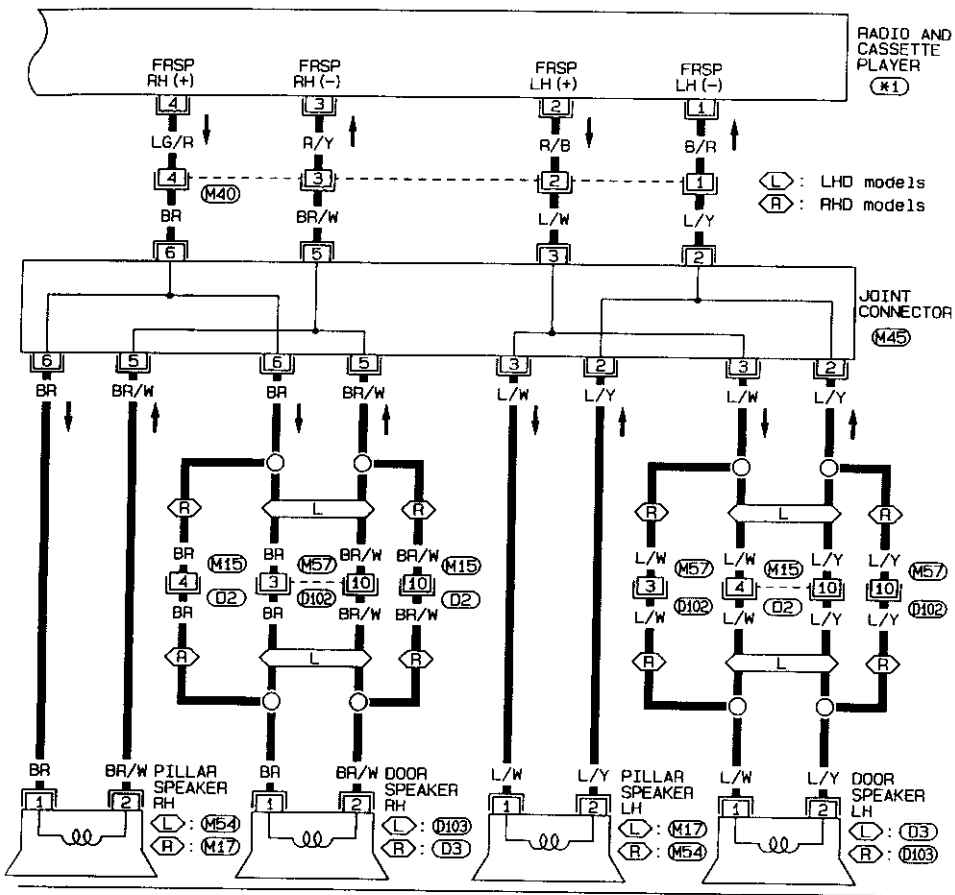 RADIO AND
CASSETTE
PLAYER
*1
FRSP
RH (+)
FRSP
RH (-)
FRSP
LH (+)
FRSP
LH (-)
4 3 2 1
LG/R R/Y R/B B/R
4 3 2 1
M40
L : LHD models
R : RHD models
BR BR/W L/W L/Y
6 5 3 2
JOINT
CONNECTOR
M45
6 5 6 5 3 2 3 2
BR BR/W BR BR/W L/W L/Y L/W L/Y
R L R R L R
BR BR BR/W BR/W L/W L/W L/Y L/Y
M15 M57 M15 M57 M15 M57
4 3 10 10 3 4 10 10
D2 D102 D2 D102 D2 D102
BR BR BR/W BR/W L/W L/W L/Y L/Y
R L R R L R
BR BR/W BR BR/W L/W L/Y L/W L/Y
1 2 1 2 1 2 1 2
PILLAR
SPEAKER
RH
L : M54
R : M17
DOOR
SPEAKER
RH
L : D103
R : D3
PILLAR
SPEAKER
LH
L : M17
R : M54
DOOR
SPEAKER
LH
L : D3
R : D103